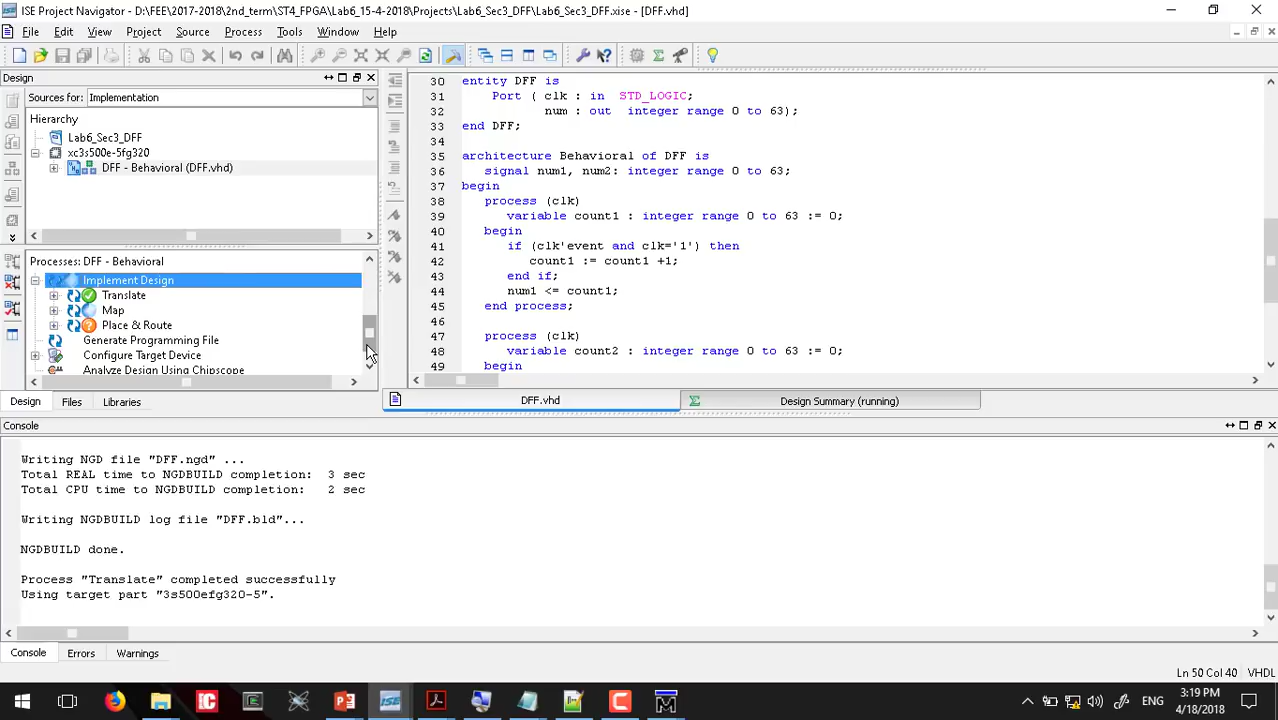 ISE Project Navigator - D:\FEE\2017-2018\2nd_term\ST4_FPGA\Lab6_15-4-2018\Projects\Lab6_Sec3_DFF\Lab6_Sec3_DFF.xise - [DFF.vhd]
File Edit View Project Source Process Tools Window Help
Design
Sources for: Implementation
Hierarchy
Lab6_Sec3_DFF
xc3s500e-5fg320
DFF - Behavioral (DFF.vhd)
Processes: DFF - Behavioral
Implement Design
Translate
Map
Place & Route
Generate Programming File
Configure Target Device
Analyze Design Using Chipscope
Design Files Libraries
30 entity DFF is
31 Port ( clk : in STD_LOGIC;
32 num : out integer range 0 to 63);
33 end DFF;
34
35 architecture Behavioral of DFF is
36 signal num1, num2: integer range 0 to 63;
37 begin
38 process (clk)
39 variable count1 : integer range 0 to 63 := 0;
40 begin
41 if (clk'event and clk='1') then
42 count1 := count1 +1;
43 end if;
44 num1 <= count1;
45 end process;
46
47 process (clk)
48 variable count2 : integer range 0 to 63 := 0;
49 begin
DFF.vhd Design Summary (running)
Console
Writing NGD file "DFF.ngd" ...
Total REAL time to NGDBUILD completion: 3 sec
Total CPU time to NGDBUILD completion: 2 sec
Writing NGDBUILD log file "DFF.bld"...
NGDBUILD done.
Process "Translate" completed successfully
Using target part "3s500efg320-5".
Console Errors Warnings
Ln 50 Col 40 VHDL
ENG
3:19 PM
4/18/2018